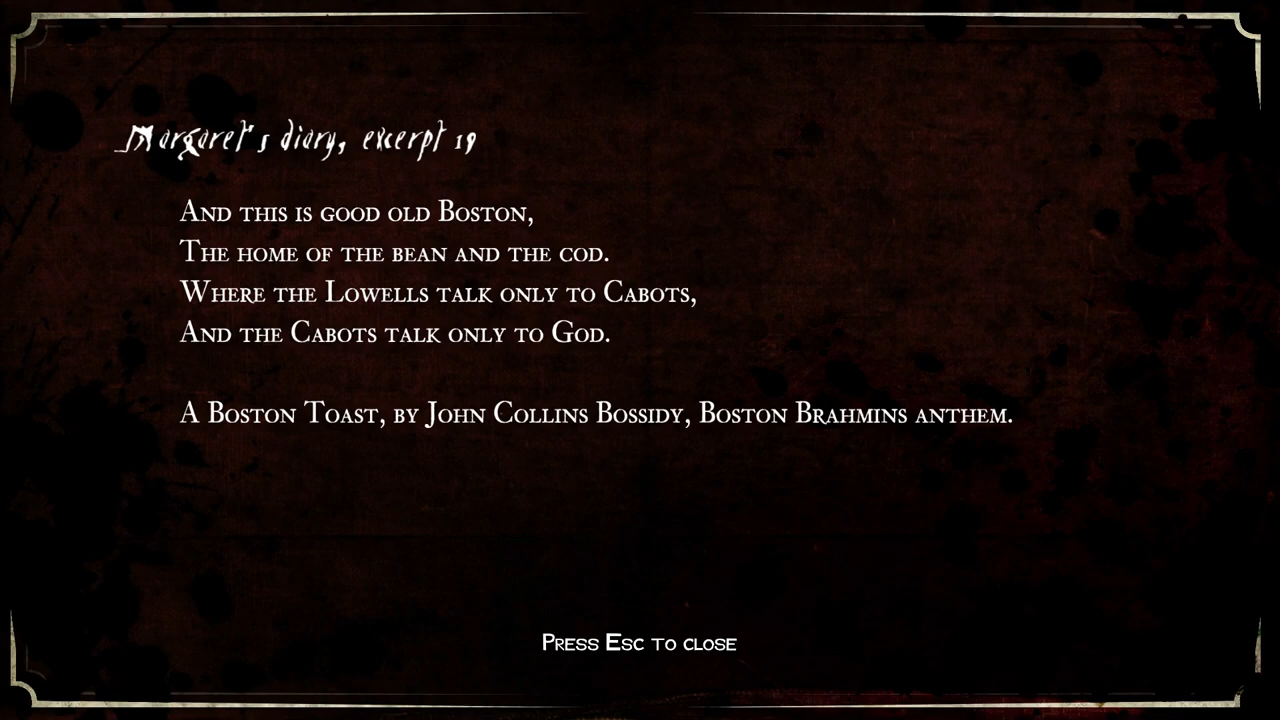 Margaret's diary, excerpt 19
And this is good old Boston,
The home of the bean and the cod.
Where the Lowells talk only to Cabots,
And the Cabots talk only to God.
A Boston Toast, by John Collins Bossidy, Boston Brahmins anthem.
Press Esc to close